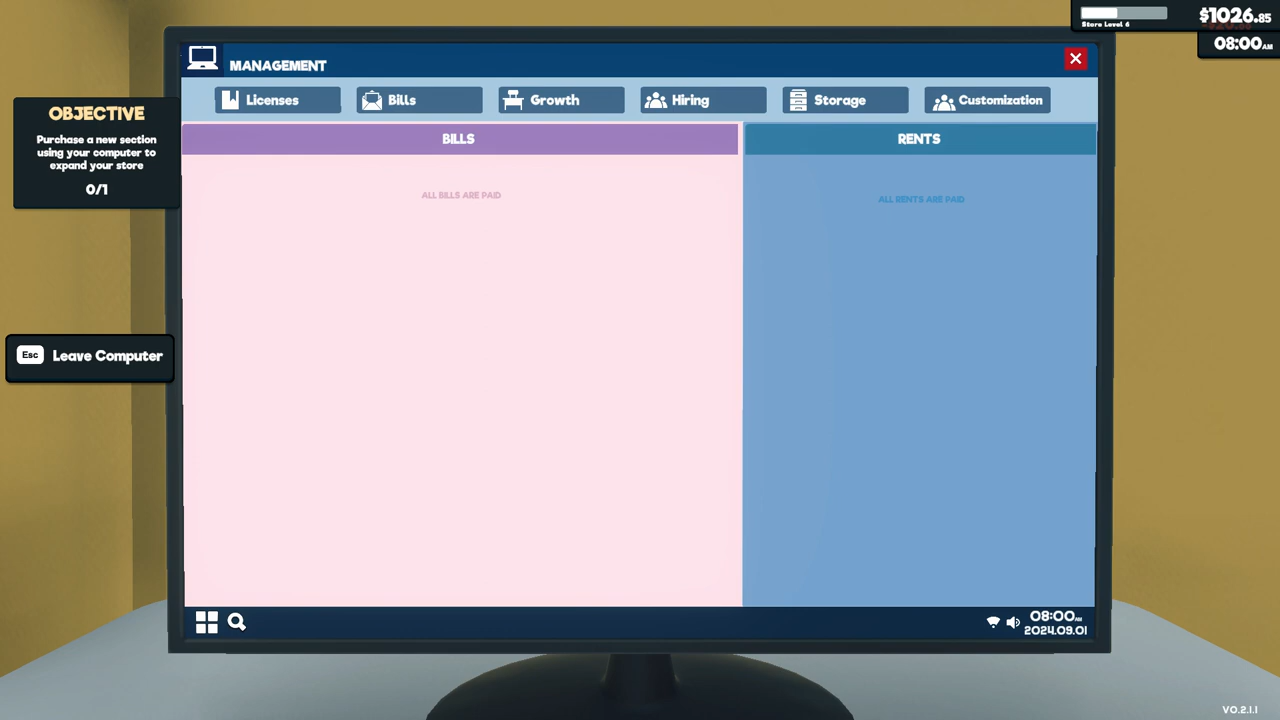 Store Level 6
$1026.85
08:00AM
MANAGEMENT
Licenses
Bills
Growth
Hiring
Storage
Customization
OBJECTIVE
Purchase a new section
using your computer to
expand your store
0/1
BILLS
RENTS
ALL BILLS ARE PAID
ALL RENTS ARE PAID
Esc Leave Computer
08:00AM
2024.09.01
V0.2.1.1